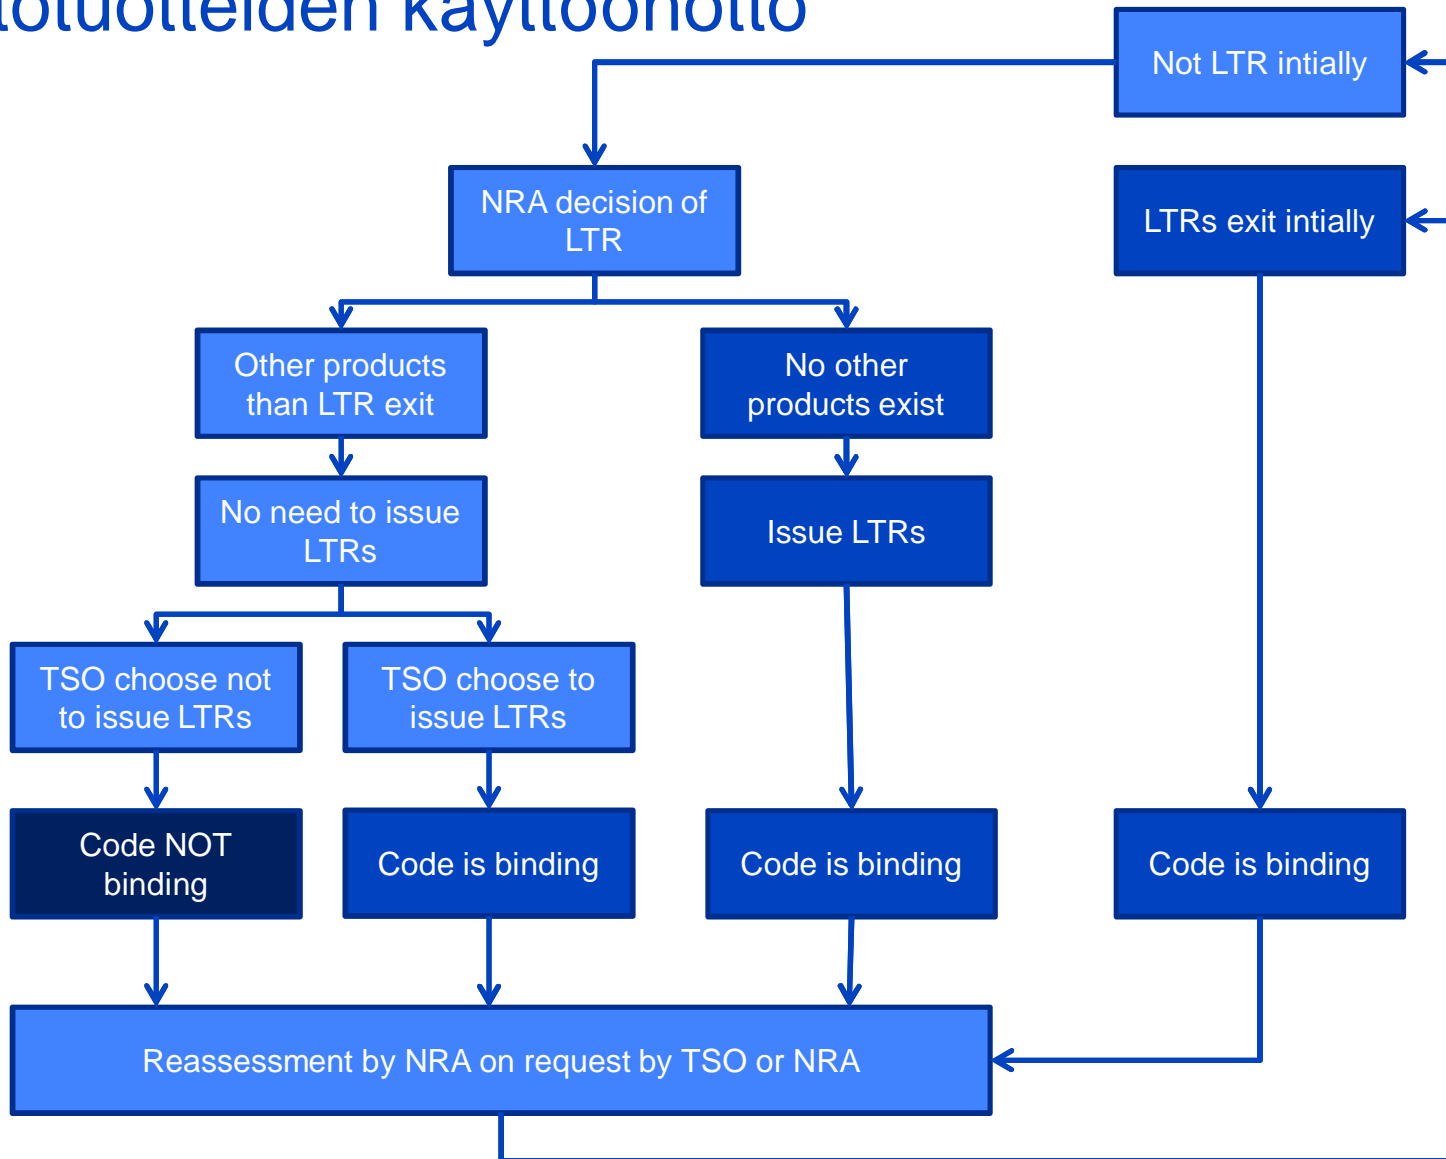 totuotteiden käyttöönotto
Not LTR intially
NRA decision of
LTR
LTRs exit intially
Other products
than LTR exit
No other
products exist
No need to issue
LTRs
Issue LTRs
TSO choose not
to issue LTRs
TSO choose to
issue LTRs
Code NOT
binding
Code is binding
Code is binding
Code is binding
Reassessment by NRA on request by TSO or NRA